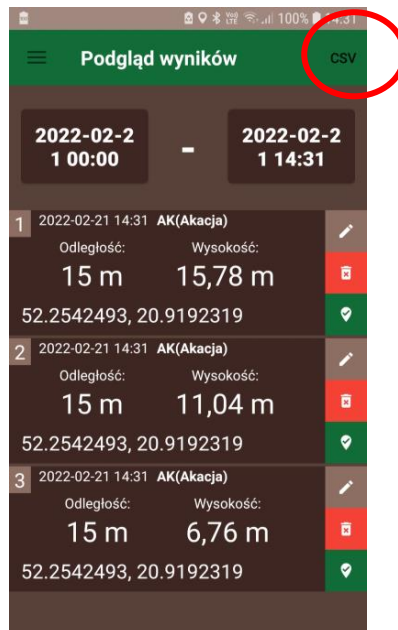 100% 14:31
Podgląd wyników CSV
2022-02-2
1 00:00
-
2022-02-2
1 14:31
1 2022-02-21 14:31 AK(Akacja)
Odległość: Wysokość:
15 m 15,78 m
52.2542493, 20.9192319
2 2022-02-21 14:31 AK(Akacja)
Odległość: Wysokość:
15 m 11,04 m
52.2542493, 20.9192319
3 2022-02-21 14:31 AK(Akacja)
Odległość: Wysokość:
15 m 6,76 m
52.2542493, 20.9192319